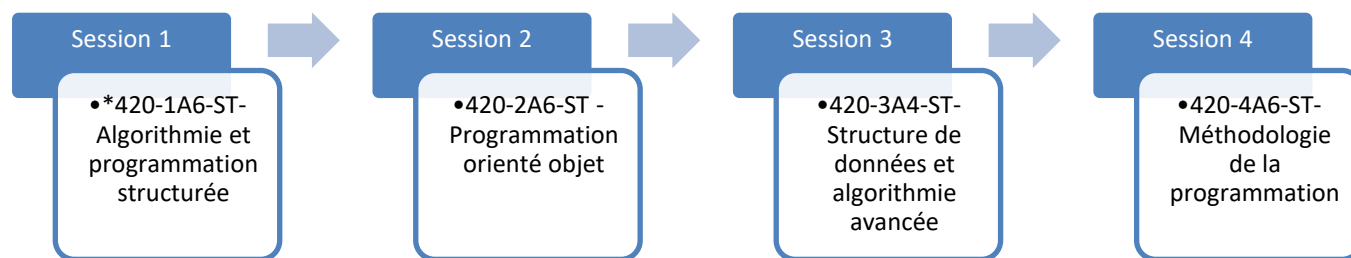 Session 1
•*420-1A6-ST-
Algorithmie et
programmation
structurée
Session 2
•420-2A6-ST -
Programmation
orienté objet
Session 3
•420-3A4-ST-
Structure de
données et
algorithmie
avancée
Session 4
•420-4A6-ST-
Méthodologie
de la
programmation